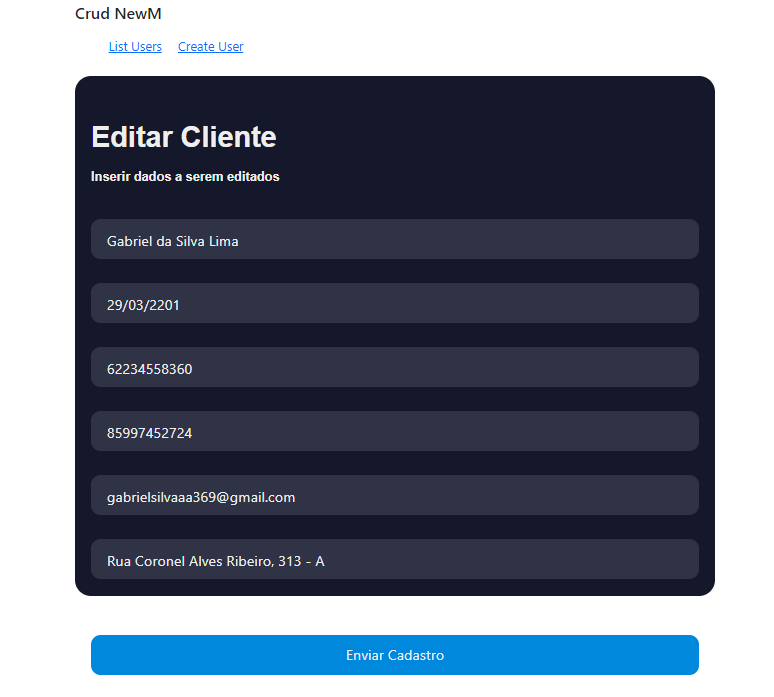 Crud NewM
List Users Create User
Editar Cliente
Inserir dados a serem editados
Gabriel da Silva Lima
29/03/2201
62234558360
85997452724
gabrielsilvaaa369@gmail.com
Rua Coronel Alves Ribeiro, 313 - A
Enviar Cadastro